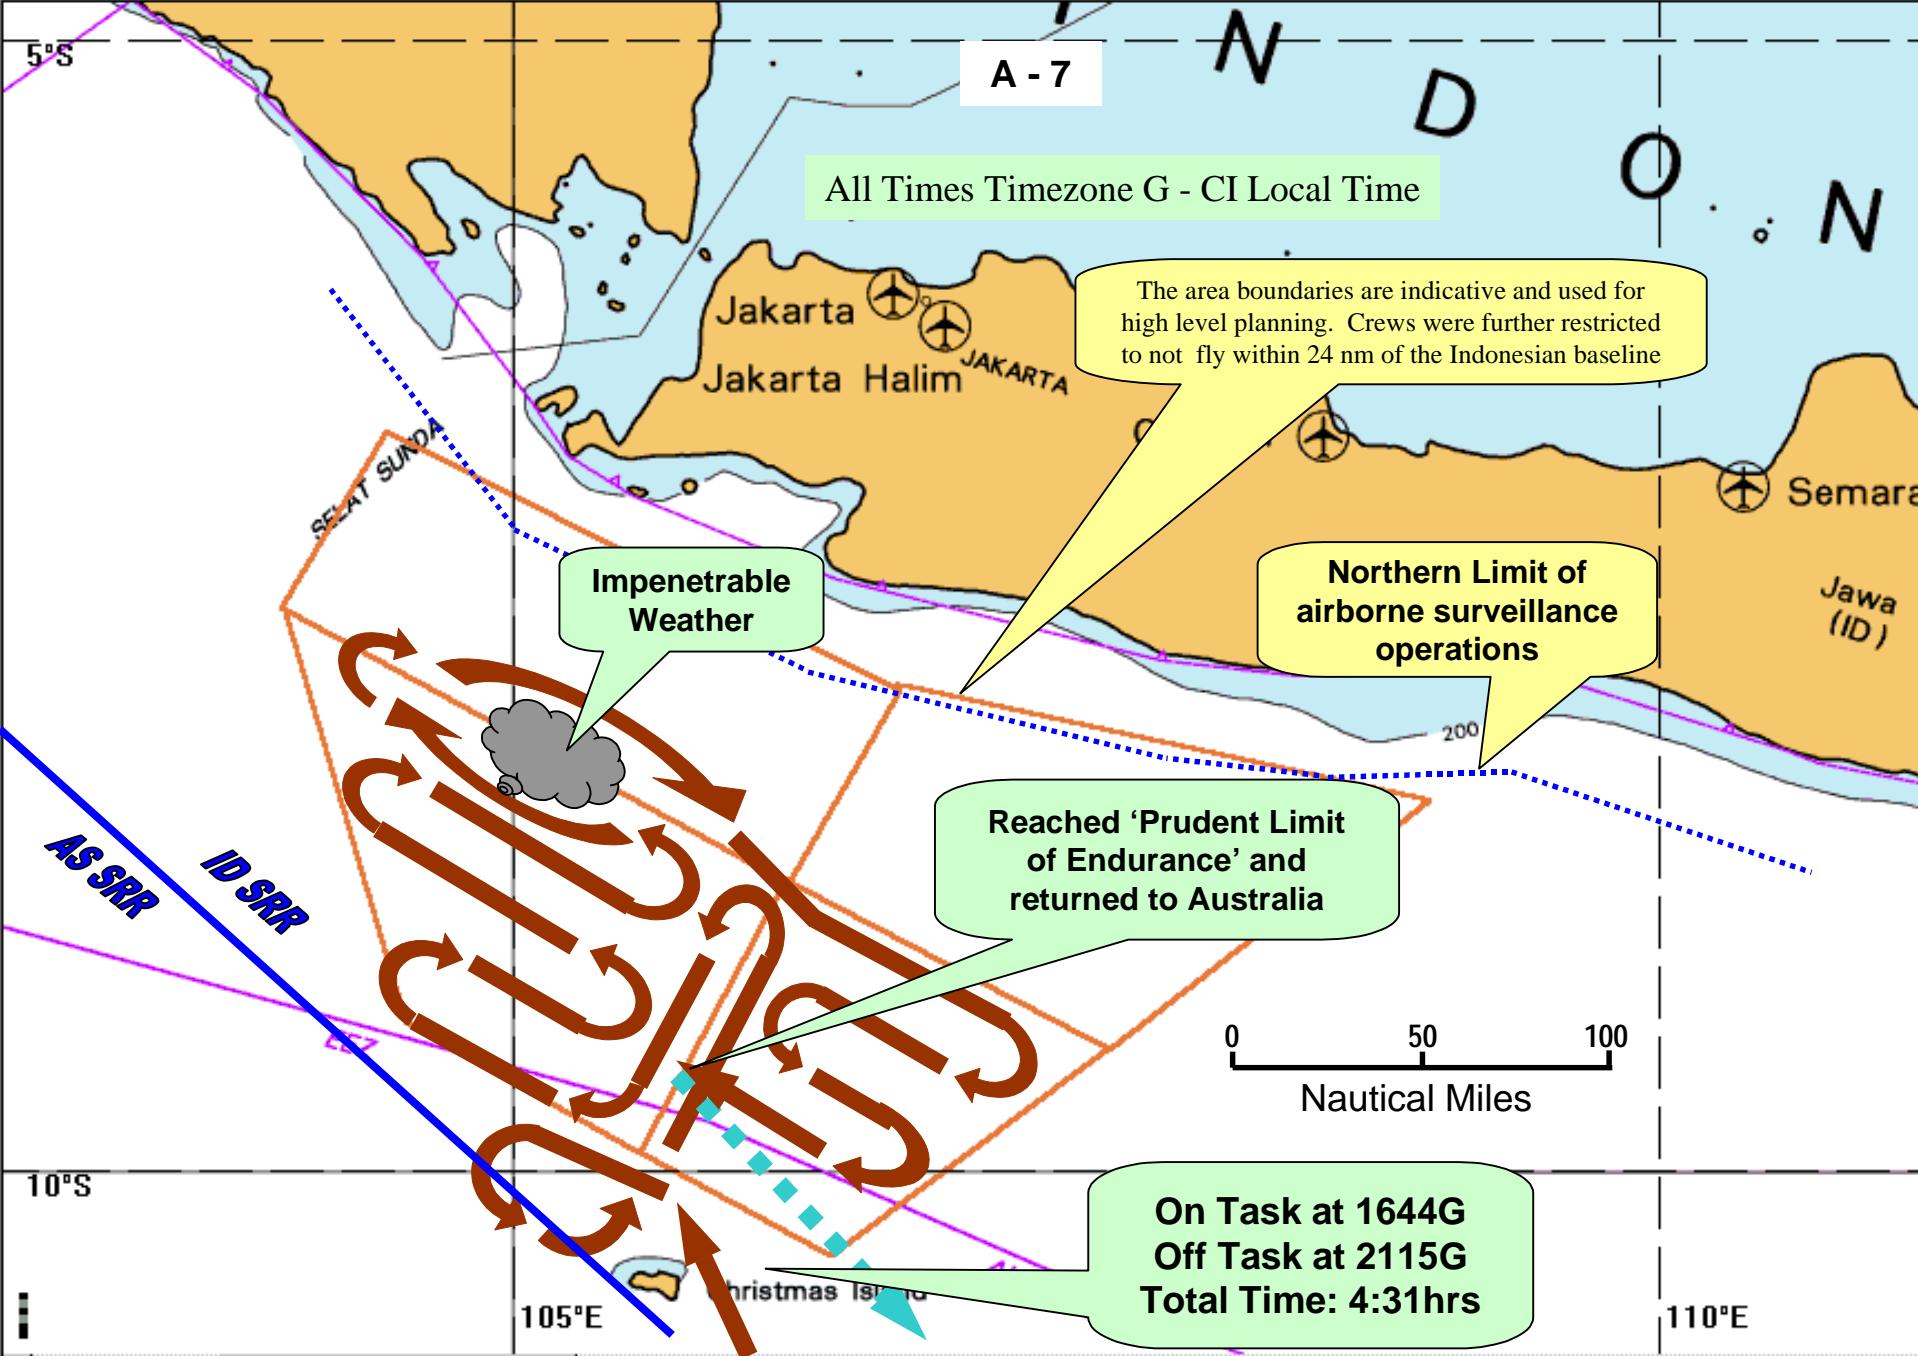 5°S
A - 7
I N D O N
All Times Timezone G - CI Local Time
The area boundaries are indicative and used for
high level planning. Crews were further restricted
to not fly within 24 nm of the Indonesian baseline
Jakarta
Jakarta Halim
JAKARTA
SELAT SUNDA
Semara
Impenetrable
Weather
Northern Limit of
airborne surveillance
operations
Jawa
(ID)
200
AS SRR
ID SRR
Reached ‘Prudent Limit
of Endurance’ and
returned to Australia
0 50 100
Nautical Miles
10°S
On Task at 1644G
Off Task at 2115G
Total Time: 4:31hrs
Christmas Island
105°E
110°E